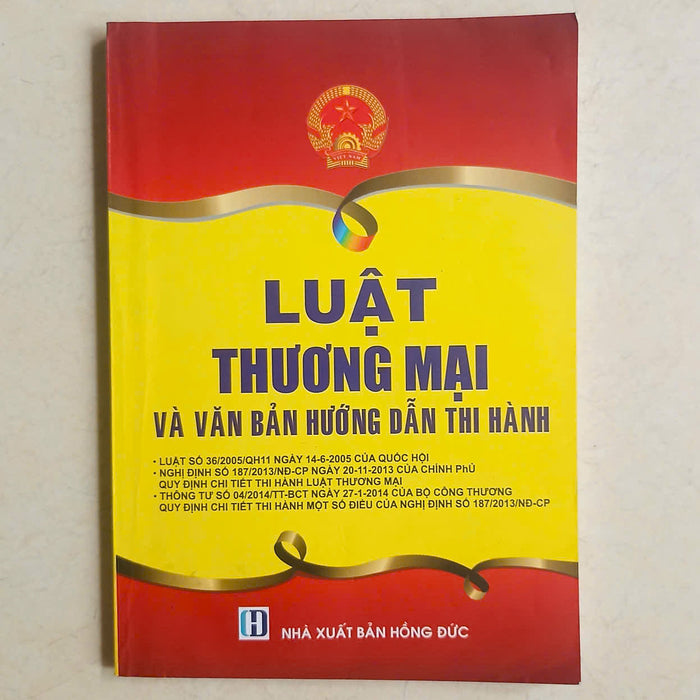 VIỆT NAM
LUẬT
THƯƠNG MẠI
VÀ VĂN BẢN HƯỚNG DẪN THI HÀNH
• LUẬT SỐ 36/2005/QH11 NGÀY 14-6-2005 CỦA QUỐC HỘI
• NGHỊ ĐỊNH SỐ 187/2013/NĐ-CP NGÀY 20-11-2013 CỦA CHÍNH PHỦ
QUY ĐỊNH CHI TIẾT THI HÀNH LUẬT THƯƠNG MẠI
• THÔNG TƯ SỐ 04/2014/TT-BCT NGÀY 27-1-2014 CỦA BỘ CÔNG THƯƠNG
QUY ĐỊNH CHI TIẾT THI HÀNH MỘT SỐ ĐIỀU CỦA NGHỊ ĐỊNH SỐ 187/2013/NĐ-CP
HĐ NHÀ XUẤT BẢN HỒNG ĐỨC